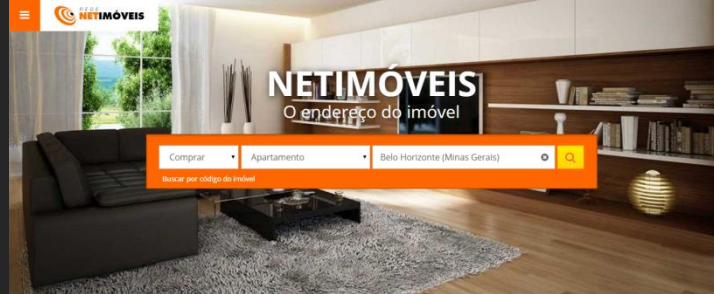 REDE
NETIMÓVEIS
NETIMÓVEIS
O endereço do imóvel
Comprar
Apartamento
Belo Horizonte (Minas Gerais)
Buscar por código do imóvel